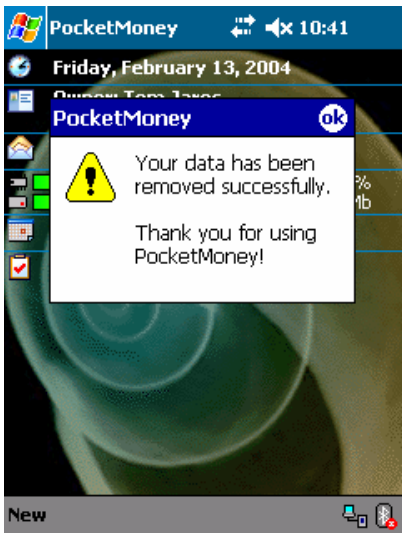 PocketMoney 10:41
Friday, February 13, 2004
PocketMoney ok
Your data has been
removed successfully.
%
Mb
Thank you for using
PocketMoney!
New